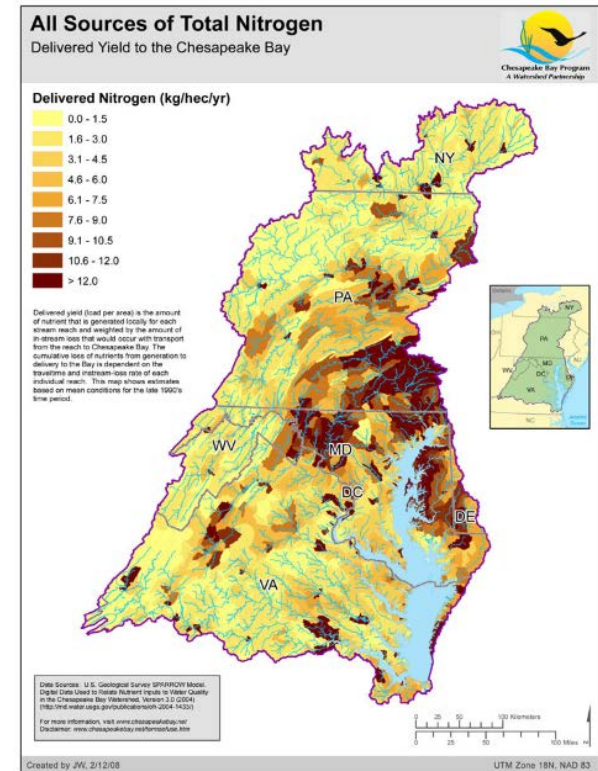 All Sources of Total Nitrogen
Delivered Yield to the Chesapeake Bay
Chesapeake Bay Program
A Watershed Partnership
Delivered Nitrogen (kg/hec/yr)
0.0 - 1.5
1.6 - 3.0
3.1 - 4.5
4.6 - 6.0
6.1 - 7.5
7.6 - 9.0
9.1 - 10.5
10.6 - 12.0
> 12.0
Delivered yield (load per area) is the amount
of nutrient that is generated locally for each
stream reach and weighted by the amount of
in-stream loss that would occur with transport
from the reach to Chesapeake Bay. The
cumulative loss of nutrients from generation to
delivery to the Bay is dependent on the
traveltime and instream-loss rate of each
individual reach. This map shows estimates
based on mean conditions for the late 1990's
time period.
NY
PA
WV
MD
DC
DE
VA
NY
PA
NJ
MD
WV
DC
VA
NC
Data Sources: U.S. Geological Survey SPARROW Model.
Digital Data Used to Relate Nutrient Inputs to Water Quality
in the Chesapeake Bay Watershed, Version 3.0 (2004)
For more information, visit www.chesapeakebay.net
Disclaimer: www.chesapeakebay.net/termsofuse.htm
0 25 50 100 Kilometers
0 25 50 100 Miles
N
Created by JW, 2/12/08
UTM Zone 18N, NAD 83